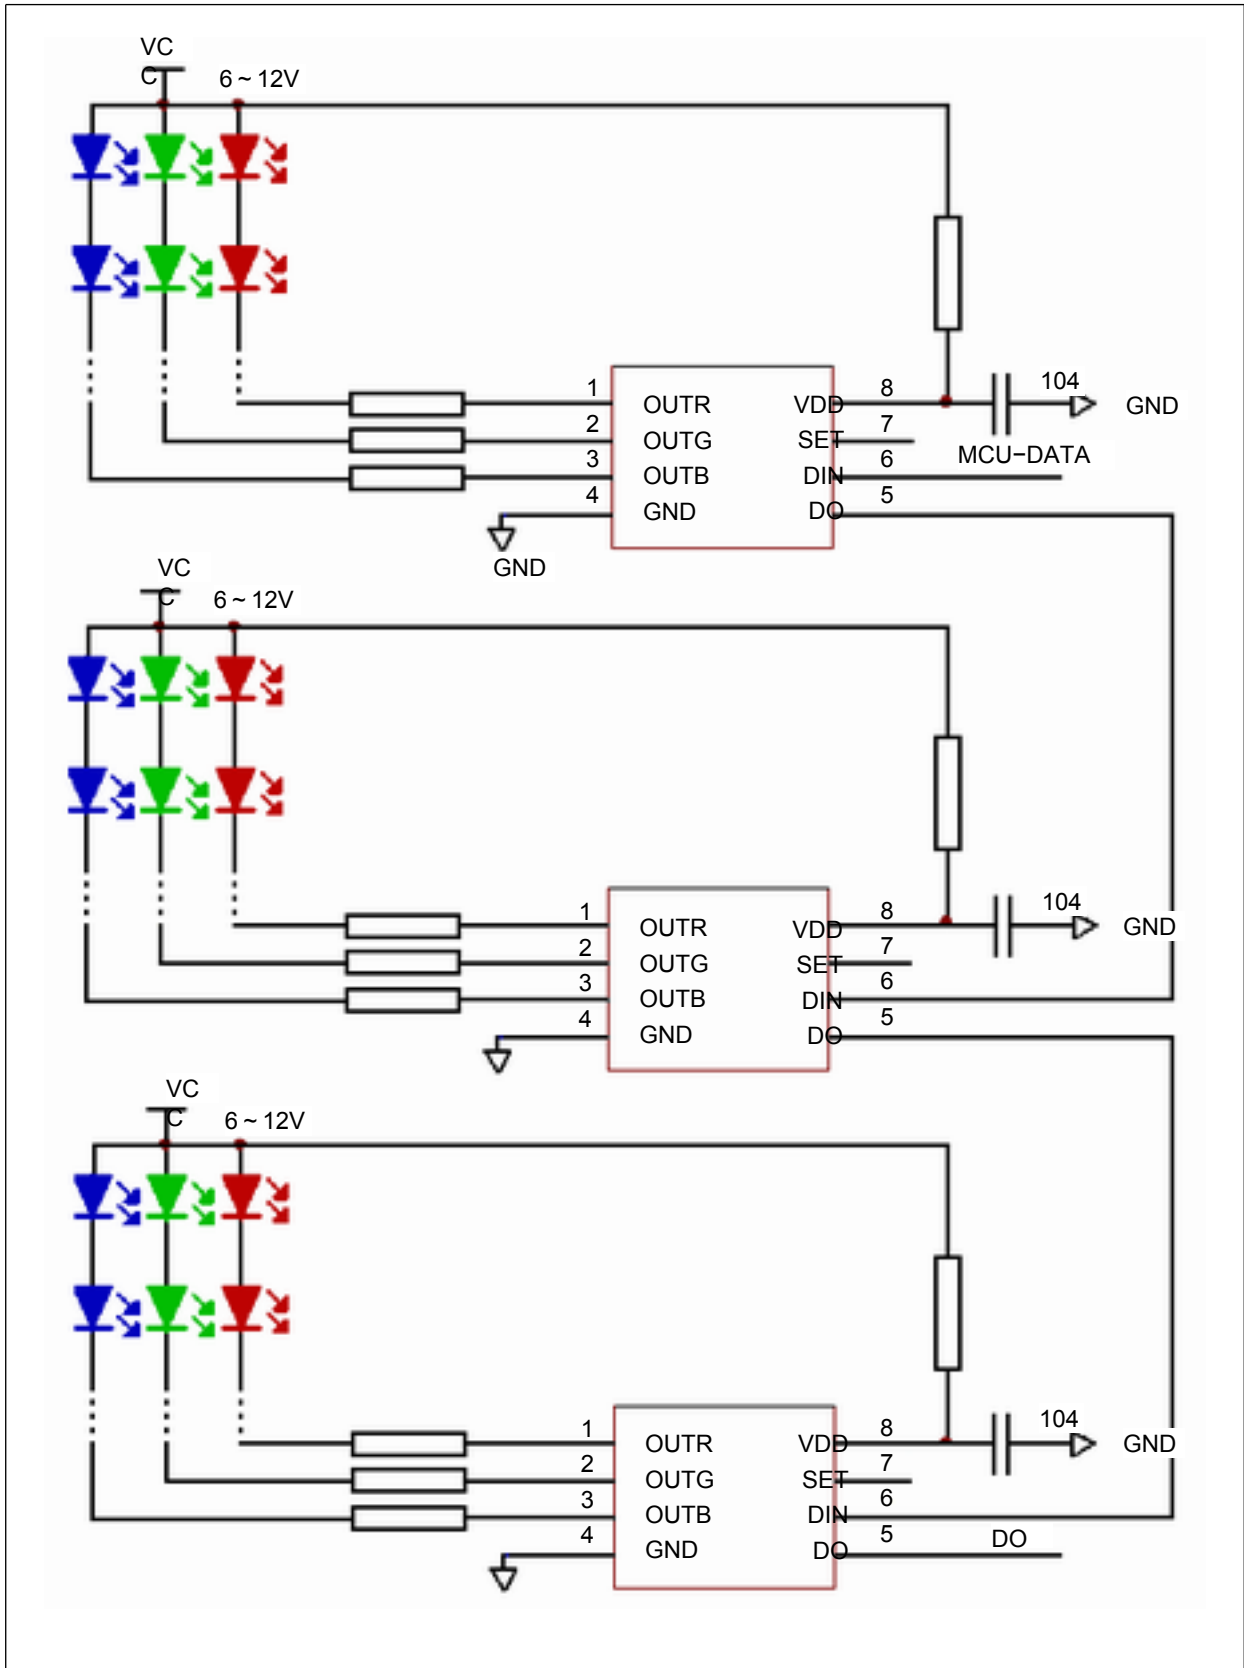 VC
C
6 ~ 12V
1 OUTR VDD 8 104 GND
2 OUTG SET 7
MCU-DATA
3 OUTB DIN 6
4 GND DO 5
GND
VC
C
6 ~ 12V
1 OUTR VDD 8 104 GND
2 OUTG SET 7
3 OUTB DIN 6
4 GND DO 5
VC
C
6 ~ 12V
1 OUTR VDD 8 104 GND
2 OUTG SET 7
3 OUTB DIN 6
4 GND DO 5 DO